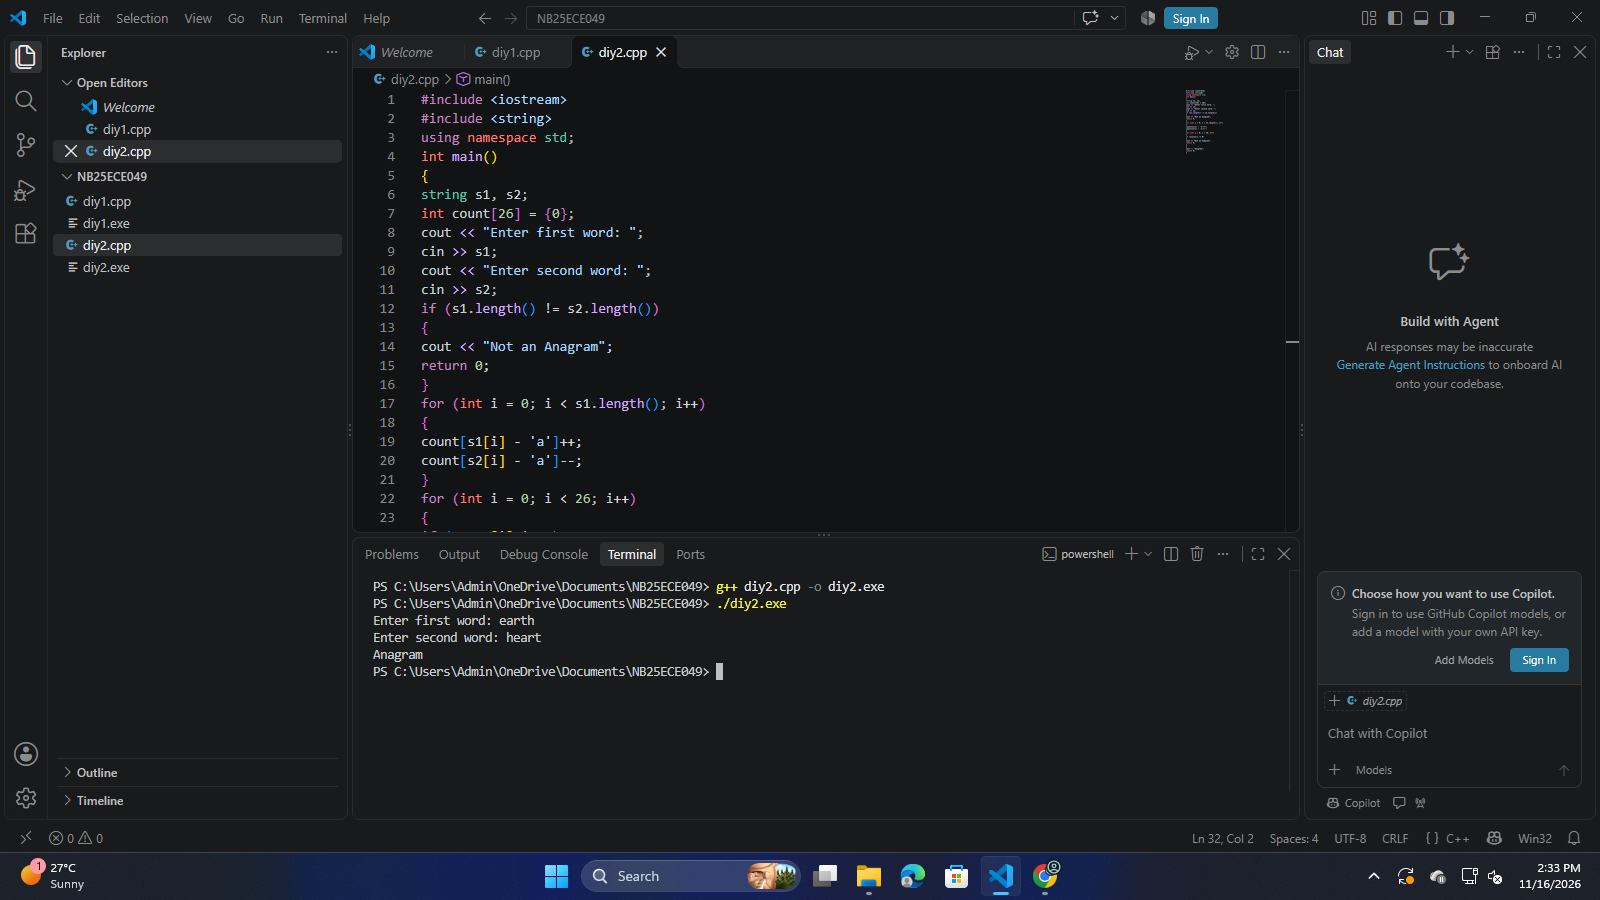 File Edit Selection View Go Run Terminal Help
NB25ECE049
Sign In
Explorer
Open Editors
Welcome
diy1.cpp
diy2.cpp
NB25ECE049
diy1.cpp
diy1.exe
diy2.cpp
diy2.exe
Outline
Timeline
Welcome diy1.cpp diy2.cpp
diy2.cpp > main()
1 #include <iostream>
2 #include <string>
3 using namespace std;
4 int main()
5 {
6 string s1, s2;
7 int count[26] = {0};
8 cout << "Enter first word: ";
9 cin >> s1;
10 cout << "Enter second word: ";
11 cin >> s2;
12 if (s1.length() != s2.length())
13 {
14 cout << "Not an Anagram";
15 return 0;
16 }
17 for (int i = 0; i < s1.length(); i++)
18 {
19 count[s1[i] - 'a']++;
20 count[s2[i] - 'a']--;
21 }
22 for (int i = 0; i < 26; i++)
23 {
Problems Output Debug Console Terminal Ports
powershell
PS C:\Users\Admin\OneDrive\Documents\NB25ECE049> g++ diy2.cpp -o diy2.exe
PS C:\Users\Admin\OneDrive\Documents\NB25ECE049> ./diy2.exe
Enter first word: earth
Enter second word: heart
Anagram
PS C:\Users\Admin\OneDrive\Documents\NB25ECE049>
Chat
Build with Agent
AI responses may be inaccurate
Generate Agent Instructions to onboard AI
onto your codebase.
Choose how you want to use Copilot.
Sign in to use GitHub Copilot models, or
add a model with your own API key.
Add Models Sign In
diy2.cpp
Chat with Copilot
Models
Copilot
0 0
Ln 32, Col 2 Spaces: 4 UTF-8 CRLF {} C++ Win32
1
27°C
Sunny
Search
2:33 PM
11/16/2026